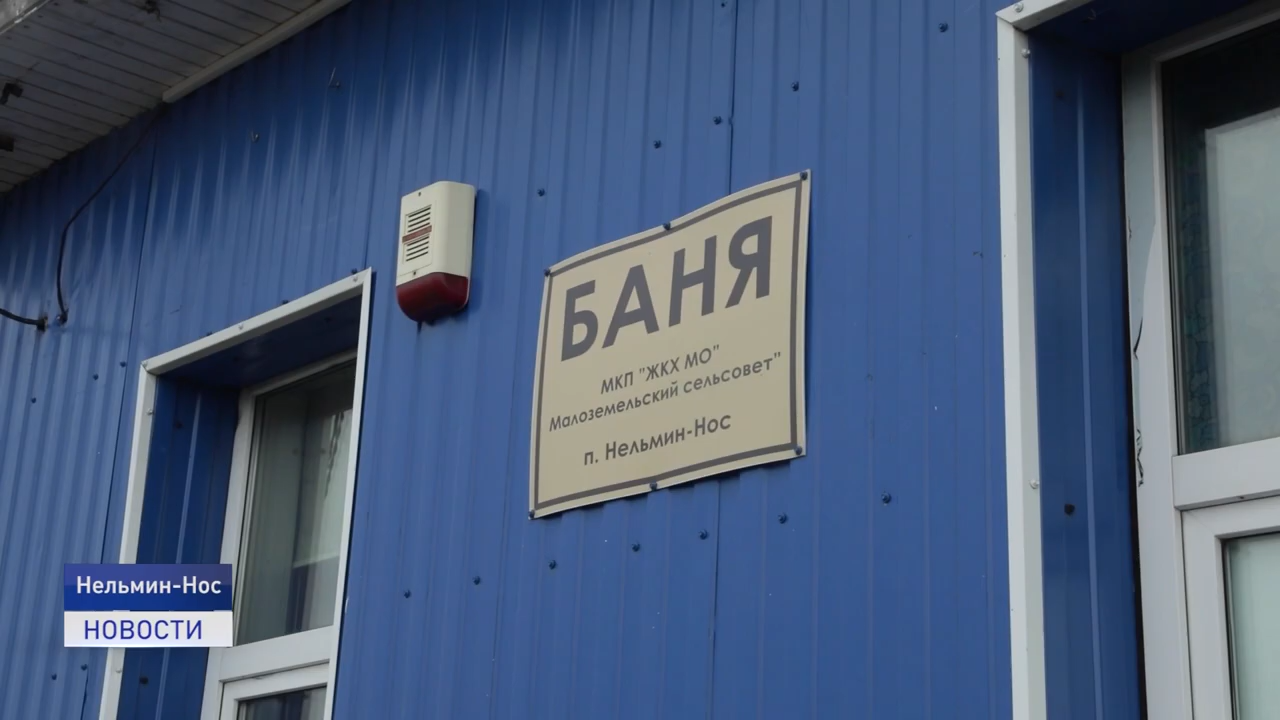 БАНЯ
МКП "ЖКХ МО"
Малоземельский сельсовет"
п. Нельмин-Нос
Нельмин-Нос
НОВОСТИ